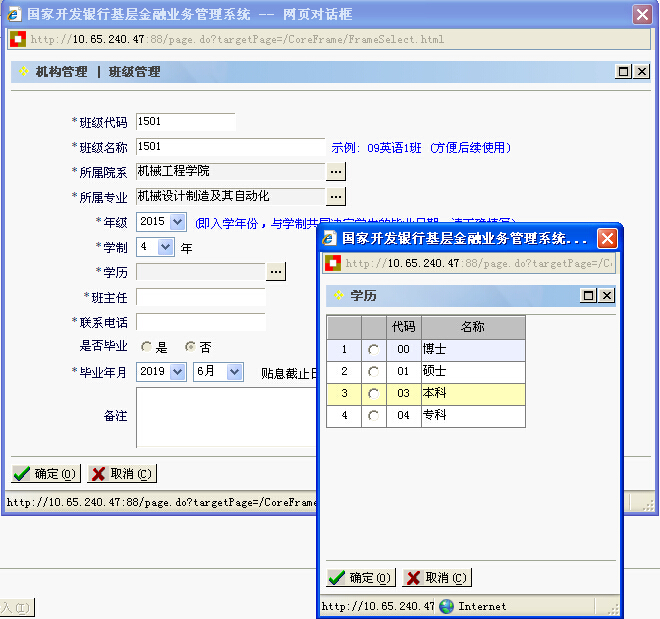 国家开发银行基层金融业务管理系统 -- 网页对话框
http://10.65.240.47:88/page.do?targetPage=/CoreFrame/FrameSelect.html
机构管理 | 班级管理
*班级代码 1501
*班级名称 1501 示例: 09英语1班 (方便后续使用)
*所属院系 机械工程学院 ...
*所属专业 机械设计制造及其自动化 ...
*年级 2015 (即入学年份，与学制共同决定学生的毕业日期，请正确填写)
*学制 4 年
*学历 ...
*班主任
*联系电话
是否毕业 是 否
*毕业年月 2019 6月 贴息截止日
备注
确定(O) 取消(C)
http://10.65.240.47:88/page.do?targetPage=/CoreFrame
入(I)
国家开发银行基层金融业务管理系统...
http://10.65.240.47:88/page.do?targetPage=/C
学历
代码 名称
1 00 博士
2 01 硕士
3 03 本科
4 04 专科
确定(O) 取消(C)
http://10.65.240.47 Internet